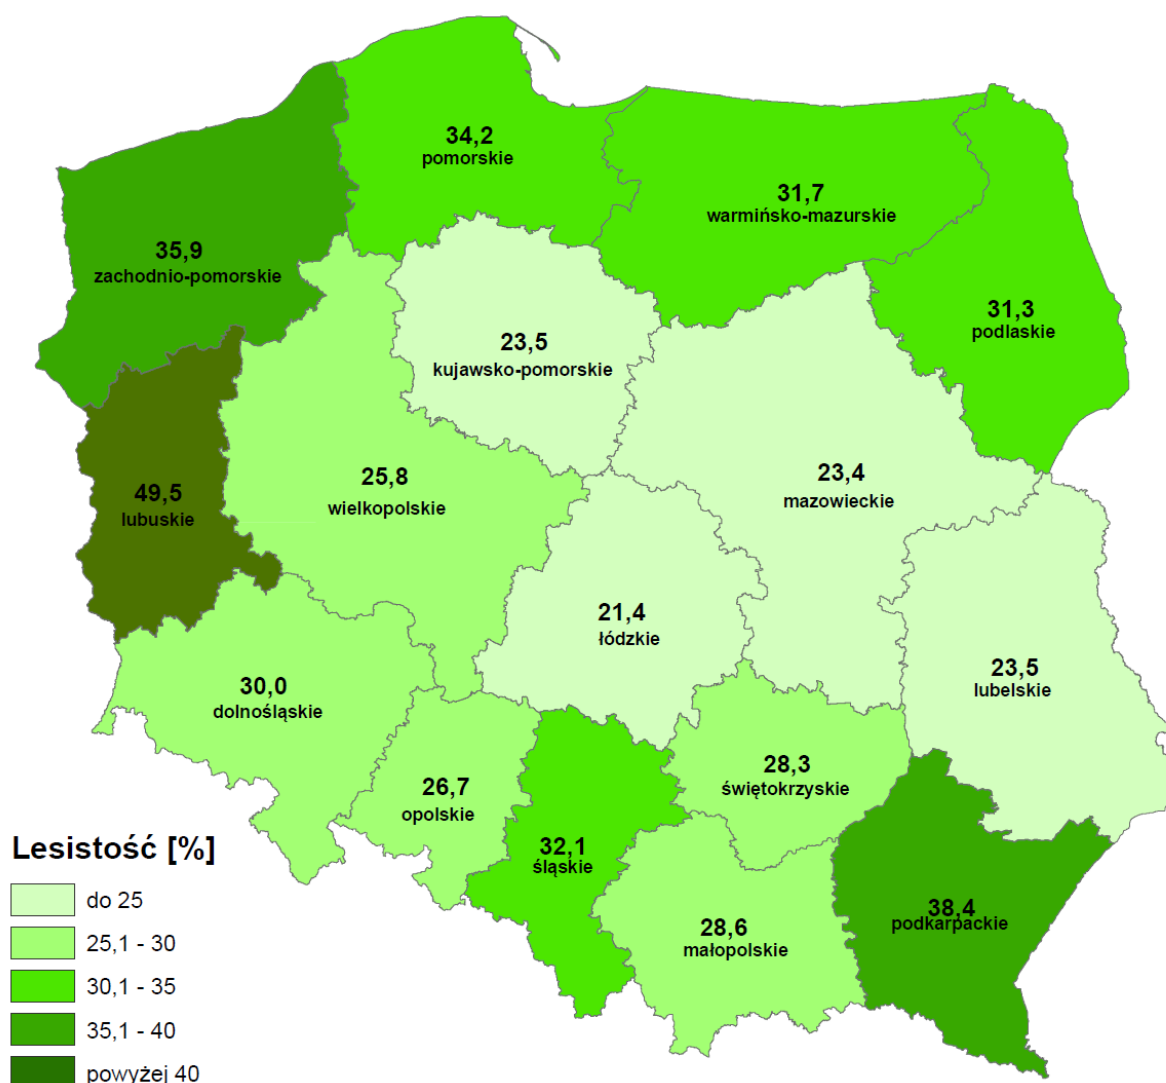 34,2
pomorskie
31,7
warmińsko-mazurskie
35,9
zachodnio-pomorskie
31,3
podlaskie
23,5
kujawsko-pomorskie
25,8
wielkopolskie
23,4
mazowieckie
49,5
lubuskie
21,4
łódzkie
23,5
lubelskie
30,0
dolnośląskie
26,7
opolskie
28,3
świętokrzyskie
32,1
śląskie
28,6
małopolskie
38,4
podkarpackie
Lesistość [%]
do 25
25,1 - 30
30,1 - 35
35,1 - 40
powyżej 40